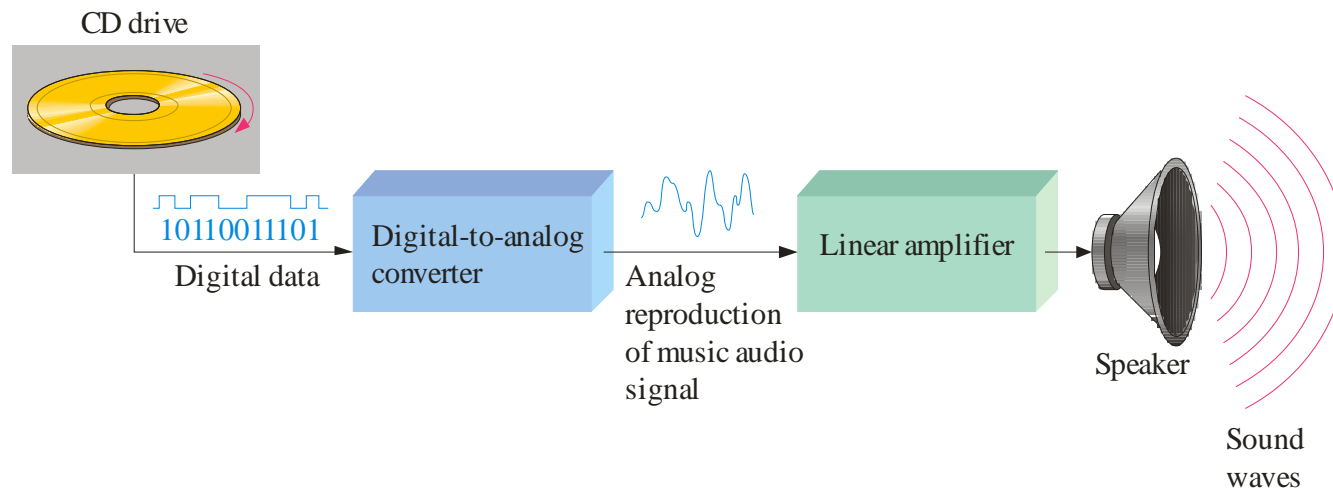 CD drive
10110011101
Digital data
Digital-to-analog
converter
Analog
reproduction
of music audio
signal
Linear amplifier
Speaker
Sound
waves